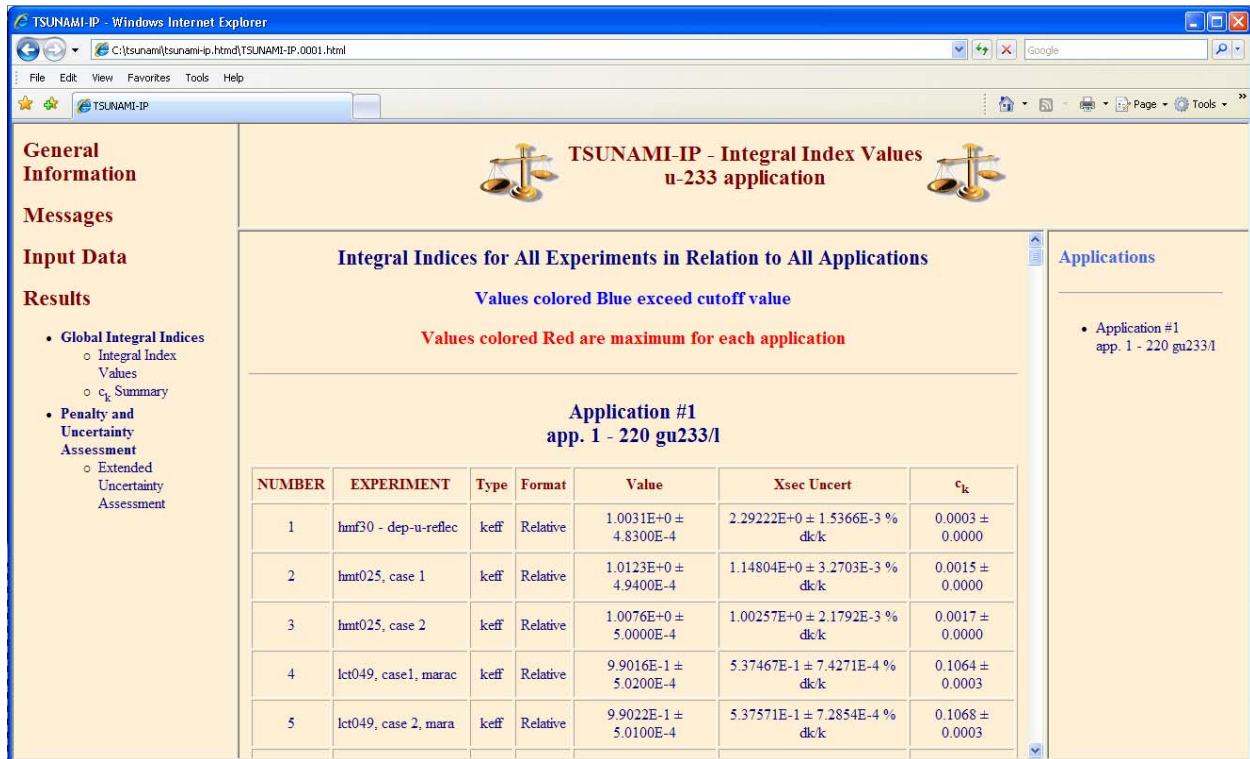 TSUNAMI-IP - Windows Internet Explorer
C:\tsunami\tsunami-ip.htmd\TSUNAMI-IP.0001.html
Google
File Edit View Favorites Tools Help
TSUNAMI-IP
Page Tools
General
Information
Messages
Input Data
Results
• Global Integral Indices
○ Integral Index
Values
○ ck Summary
• Penalty and
Uncertainty
Assessment
○ Extended
Uncertainty
Assessment
TSUNAMI-IP - Integral Index Values
u-233 application
Integral Indices for All Experiments in Relation to All Applications
Values colored Blue exceed cutoff value
Values colored Red are maximum for each application
Application #1
app. 1 - 220 gu233/l
NUMBER EXPERIMENT Type Format Value Xsec Uncert ck
1 hmf30 - dep-u-reflec keff Relative 1.0031E+0 ± 4.8300E-4 2.29222E+0 ± 1.5366E-3 % dk/k 0.0003 ± 0.0000
2 hmt025, case 1 keff Relative 1.0123E+0 ± 4.9400E-4 1.14804E+0 ± 3.2703E-3 % dk/k 0.0015 ± 0.0000
3 hmt025, case 2 keff Relative 1.0076E+0 ± 5.0000E-4 1.00257E+0 ± 2.1792E-3 % dk/k 0.0017 ± 0.0000
4 lct049, case1, marac keff Relative 9.9016E-1 ± 5.0200E-4 5.37467E-1 ± 7.4271E-4 % dk/k 0.1064 ± 0.0003
5 lct049, case 2, mara keff Relative 9.9022E-1 ± 5.0100E-4 5.37571E-1 ± 7.2854E-4 % dk/k 0.1068 ± 0.0003
Applications
• Application #1
app. 1 - 220 gu233/l